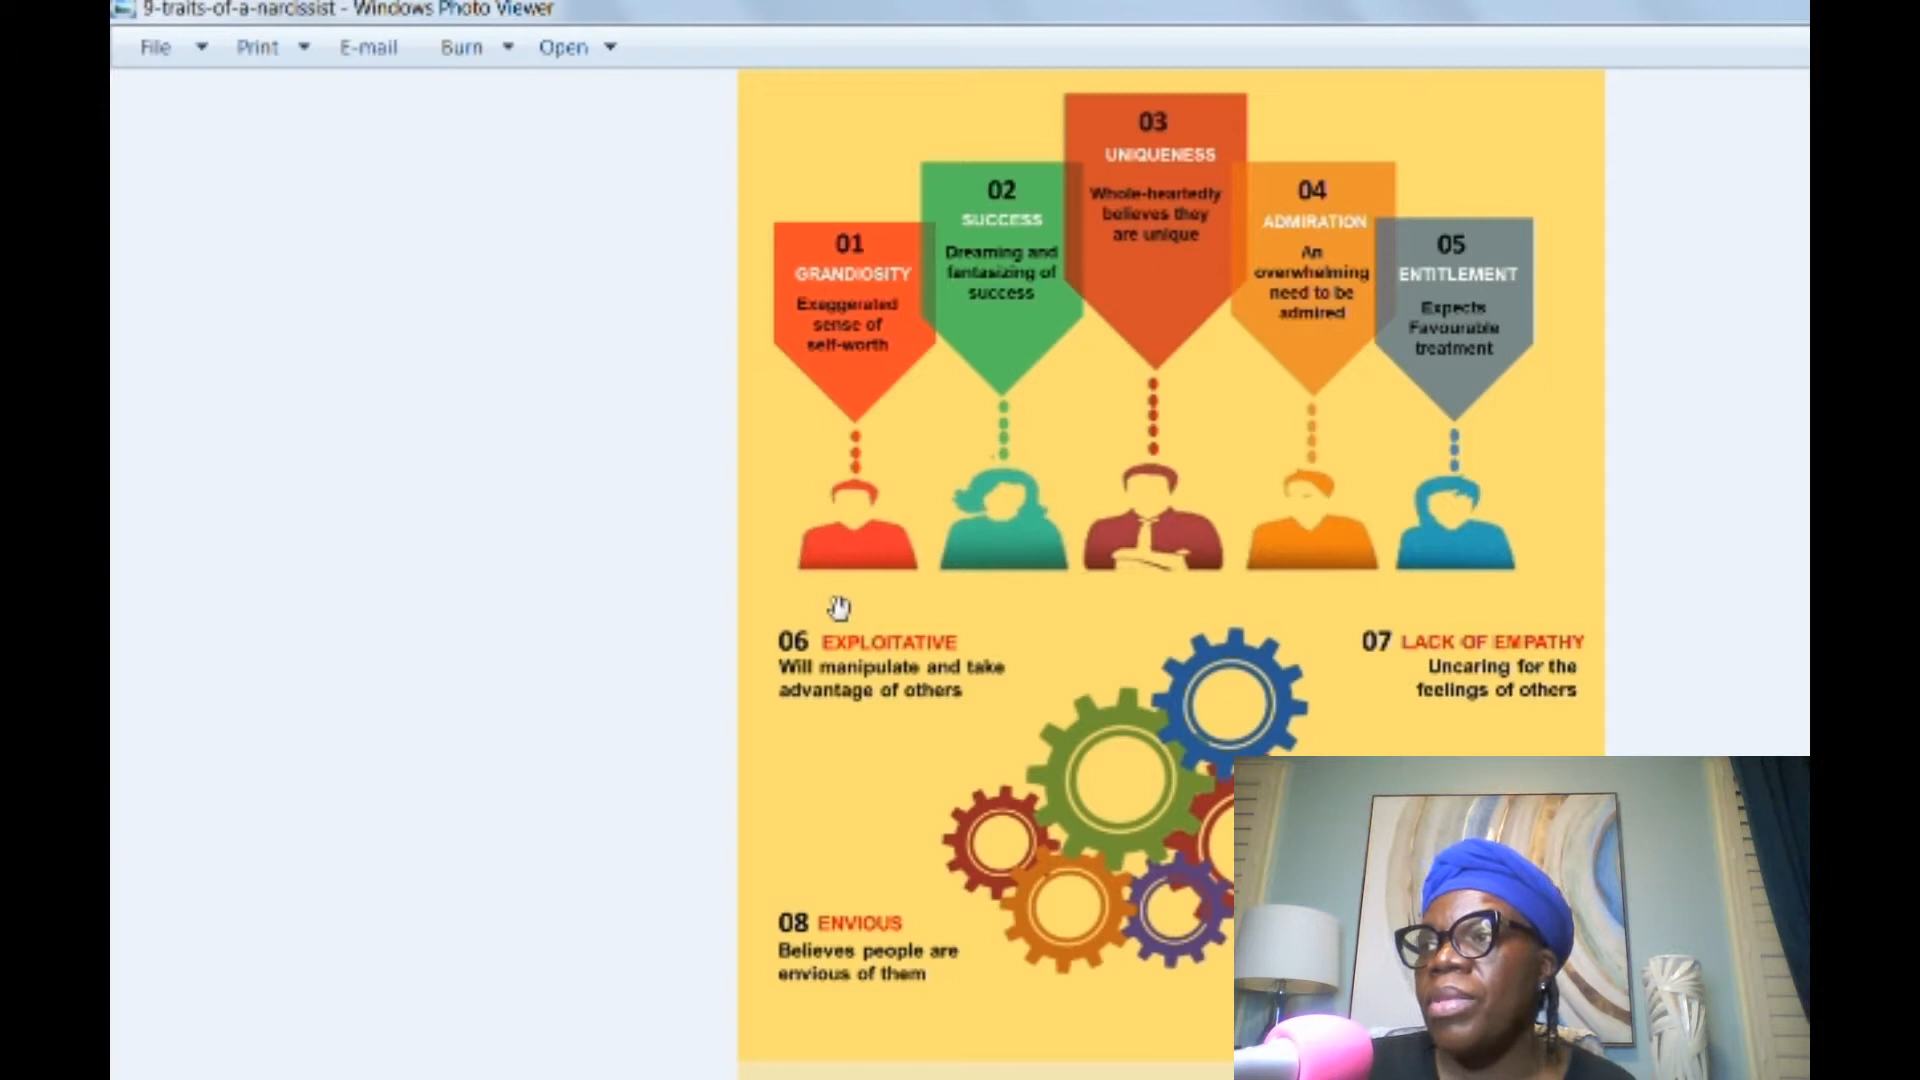 9-traits-of-a-narcissist - Windows Photo Viewer
File Print E-mail Burn Open
01
GRANDIOSITY
Exaggerated
sense of
self-worth
02
SUCCESS
Dreaming and
fantasizing of
success
03
UNIQUENESS
Whole-heartedly
believes they
are unique
04
ADMIRATION
An
overwhelming
need to be
admired
05
ENTITLEMENT
Expects
Favourable
treatment
06 EXPLOITATIVE
Will manipulate and take
advantage of others
07 LACK OF EMPATHY
Uncaring for the
feelings of others
08 ENVIOUS
Believes people are
envious of them